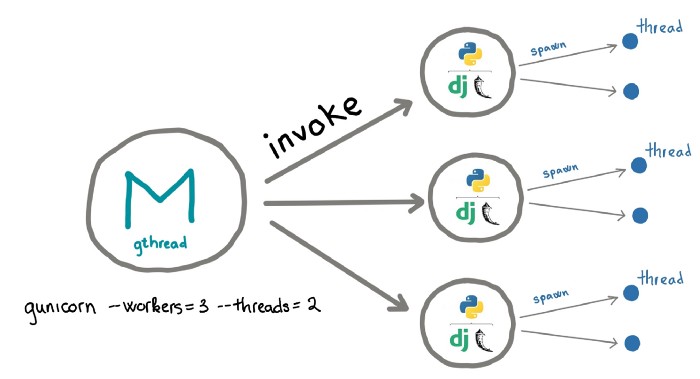 invoke
M
gthread
gunicorn --workers=3 --threads=2
dj
spawn
thread
dj
spawn
thread
dj
spawn
thread